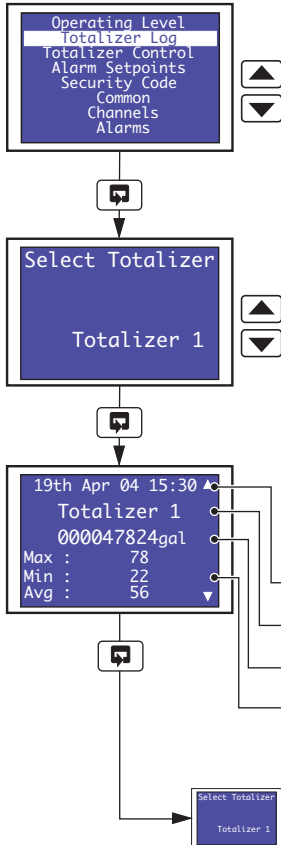 Operating Level
Totalizer Log
Totalizer Control
Alarm Setpoints
Security Code
Common
Channels
Alarms
Select Totalizer
Totalizer 1
19th Apr 04 15:30
Totalizer 1
000047824gal
Max : 78
Min : 22
Avg : 56
Select Totalizer
Totalizer 1